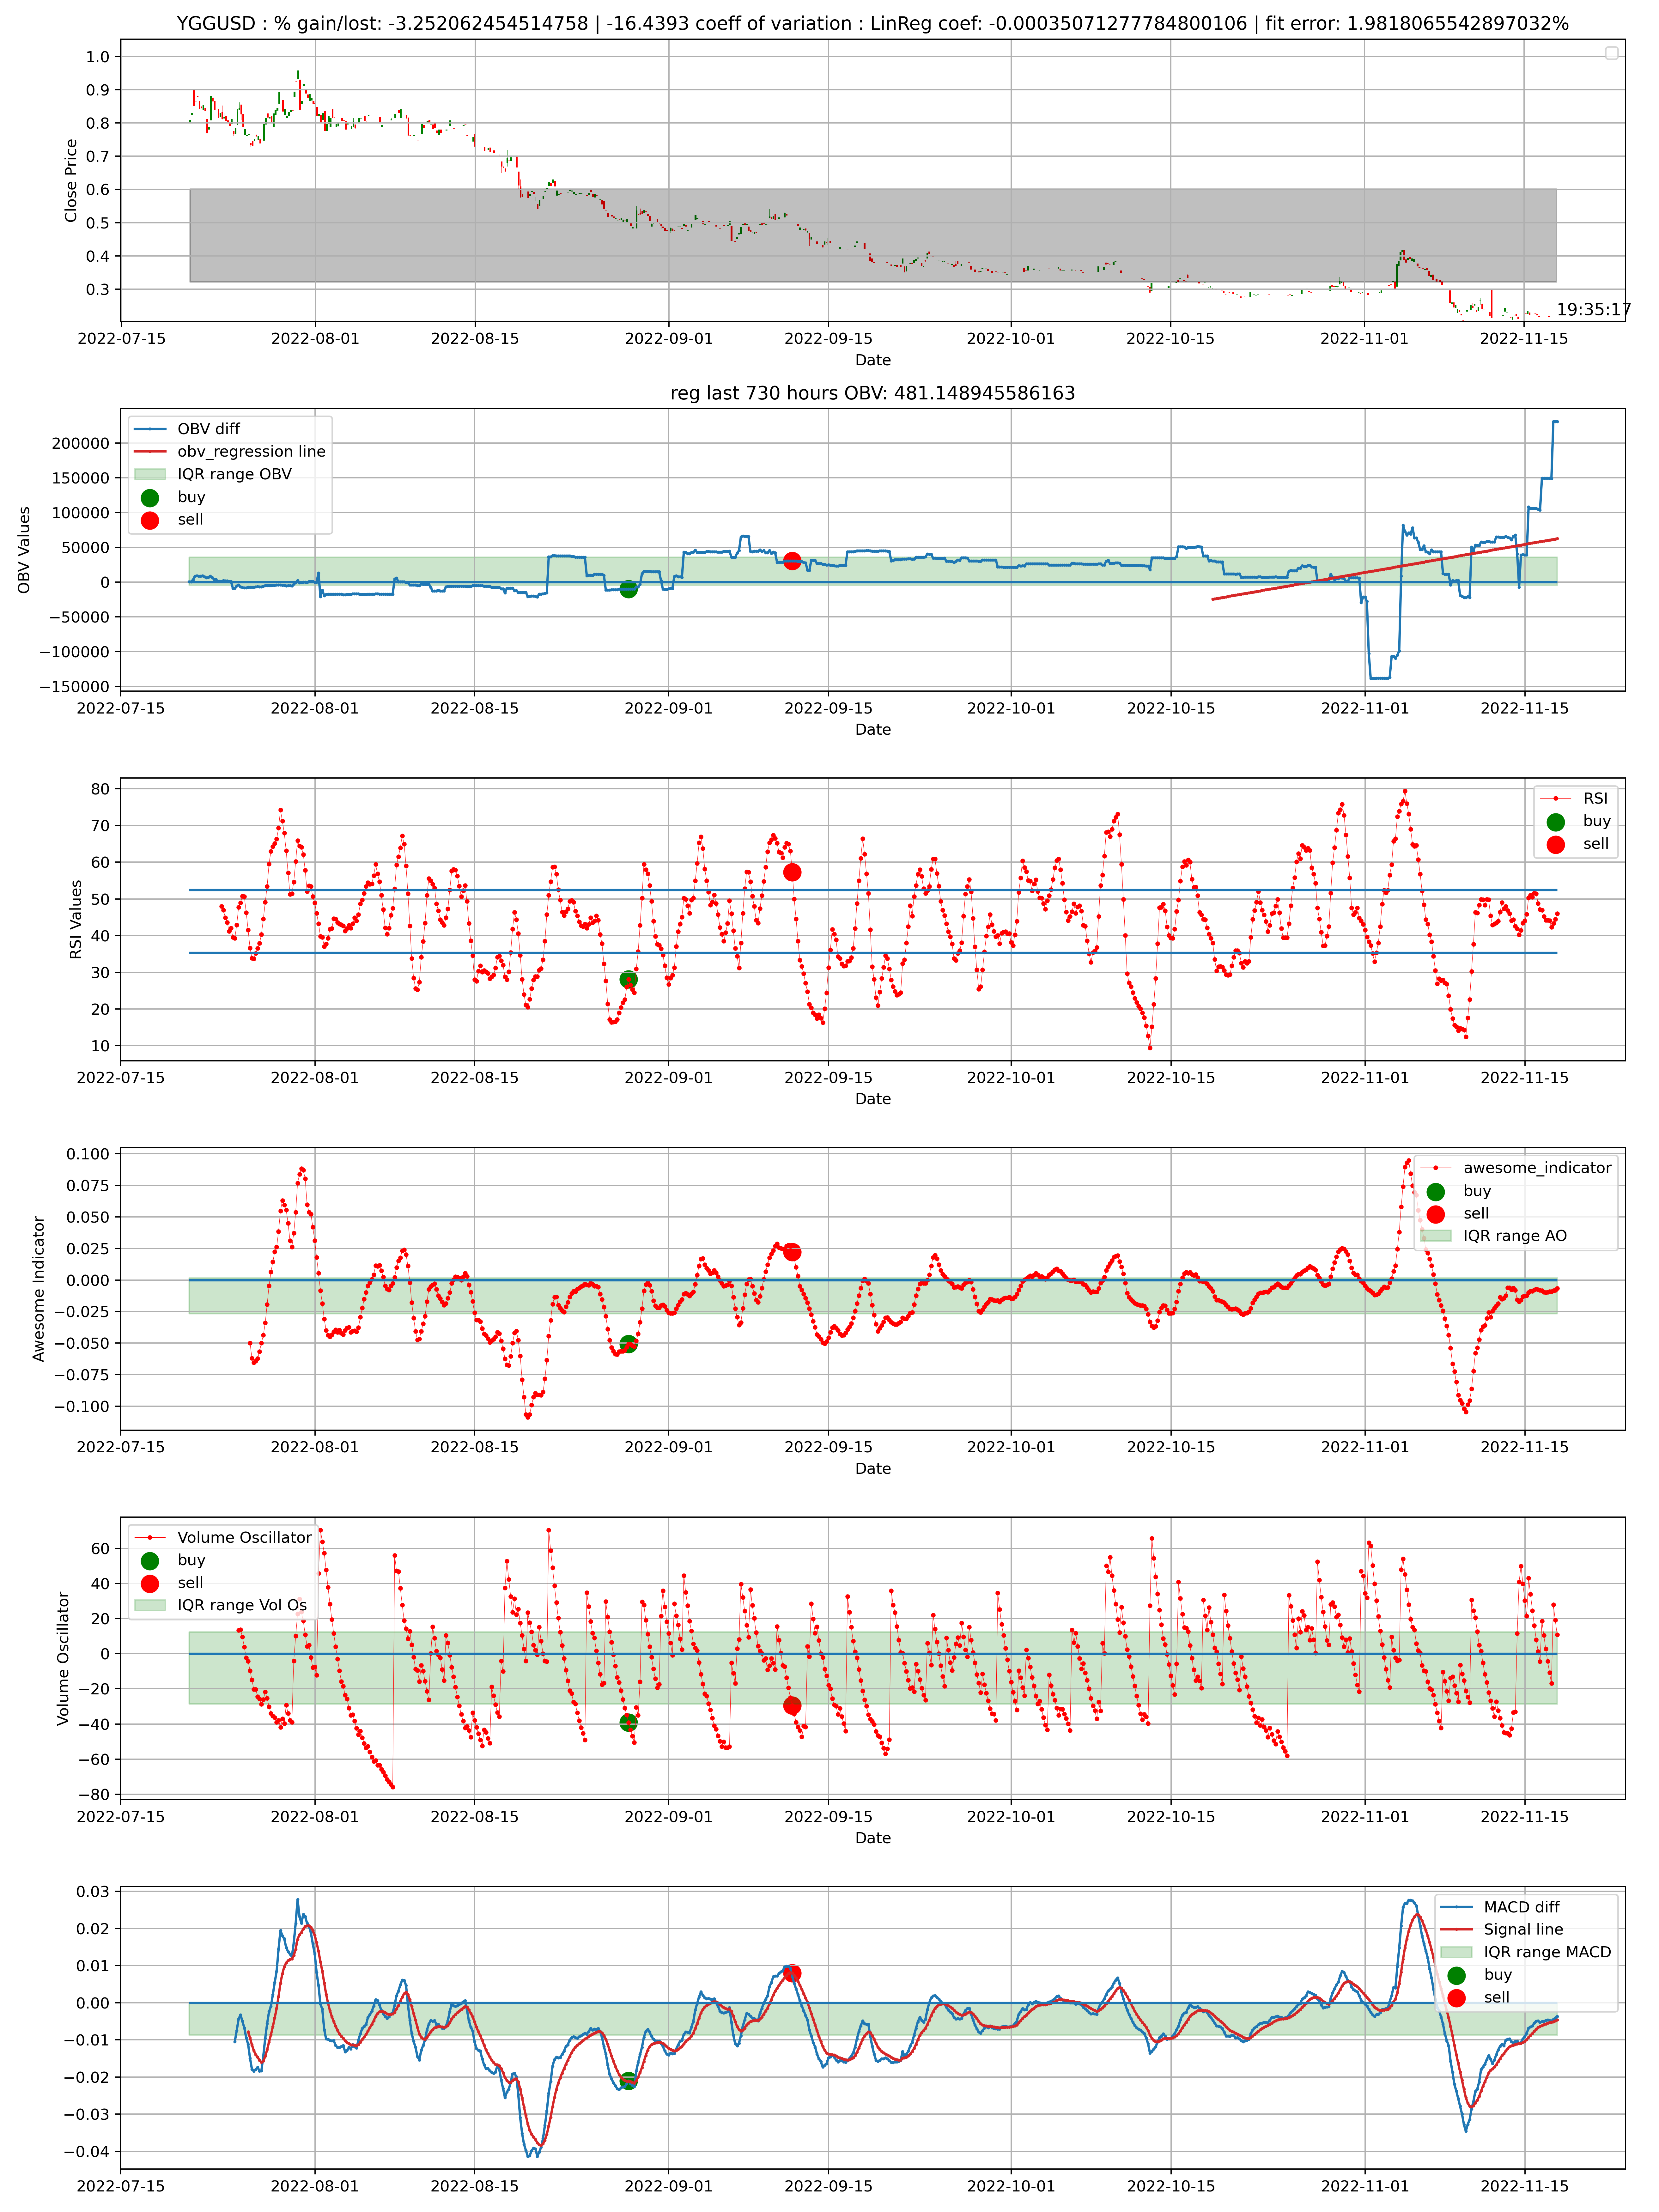 YGGUSD : % gain/lost: -3.252062454514758 | -16.4393 coeff of variation : LinReg coef: -0.00035071277784800106 | fit error: 1.9818065542897032%
Close Price
1.0
0.9
0.8
0.7
0.6
0.5
0.4
0.3
19:35:17
2022-07-15 2022-08-01 2022-08-15 2022-09-01 2022-09-15 2022-10-01 2022-10-15 2022-11-01 2022-11-15
Date
reg last 730 hours OBV: 481.148945586163
OBV Values
200000
150000
100000
50000
0
−50000
−100000
−150000
OBV diff
obv_regression line
IQR range OBV
buy
sell
2022-07-15 2022-08-01 2022-08-15 2022-09-01 2022-09-15 2022-10-01 2022-10-15 2022-11-01 2022-11-15
Date
RSI Values
80
70
60
50
40
30
20
10
RSI
buy
sell
2022-07-15 2022-08-01 2022-08-15 2022-09-01 2022-09-15 2022-10-01 2022-10-15 2022-11-01 2022-11-15
Date
Awesome Indicator
0.100
0.075
0.050
0.025
0.000
−0.025
−0.050
−0.075
−0.100
awesome_indicator
buy
sell
IQR range AO
2022-07-15 2022-08-01 2022-08-15 2022-09-01 2022-09-15 2022-10-01 2022-10-15 2022-11-01 2022-11-15
Date
Volume Oscillator
60
40
20
0
−20
−40
−60
−80
Volume Oscillator
buy
sell
IQR range Vol Os
2022-07-15 2022-08-01 2022-08-15 2022-09-01 2022-09-15 2022-10-01 2022-10-15 2022-11-01 2022-11-15
Date
0.03
0.02
0.01
0.00
−0.01
−0.02
−0.03
−0.04
MACD diff
Signal line
IQR range MACD
buy
sell
2022-07-15 2022-08-01 2022-08-15 2022-09-01 2022-09-15 2022-10-01 2022-10-15 2022-11-01 2022-11-15